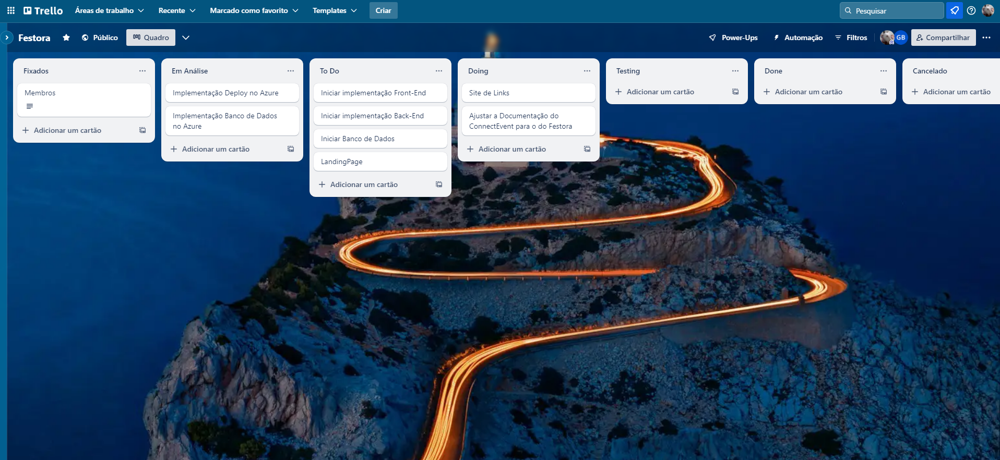 Trello
Áreas de trabalho
Recente
Marcado como favorito
Templates
Criar
Pesquisar
Festora
Público
Quadro
Power-Ups
Automação
Filtros
GB
Compartilhar
Fixados
Membros
Adicionar um cartão
Em Análise
Implementação Deploy no Azure
Implementação Banco de Dados
no Azure
Adicionar um cartão
To Do
Iniciar implementação Front-End
Iniciar implementação Back-End
Iniciar Banco de Dados
LandingPage
Adicionar um cartão
Doing
Site de Links
Ajustar a Documentação do
ConnectEvent para o do Festora
Adicionar um cartão
Testing
Adicionar um cartão
Done
Adicionar um cartão
Cancelado
Adicionar um cartão